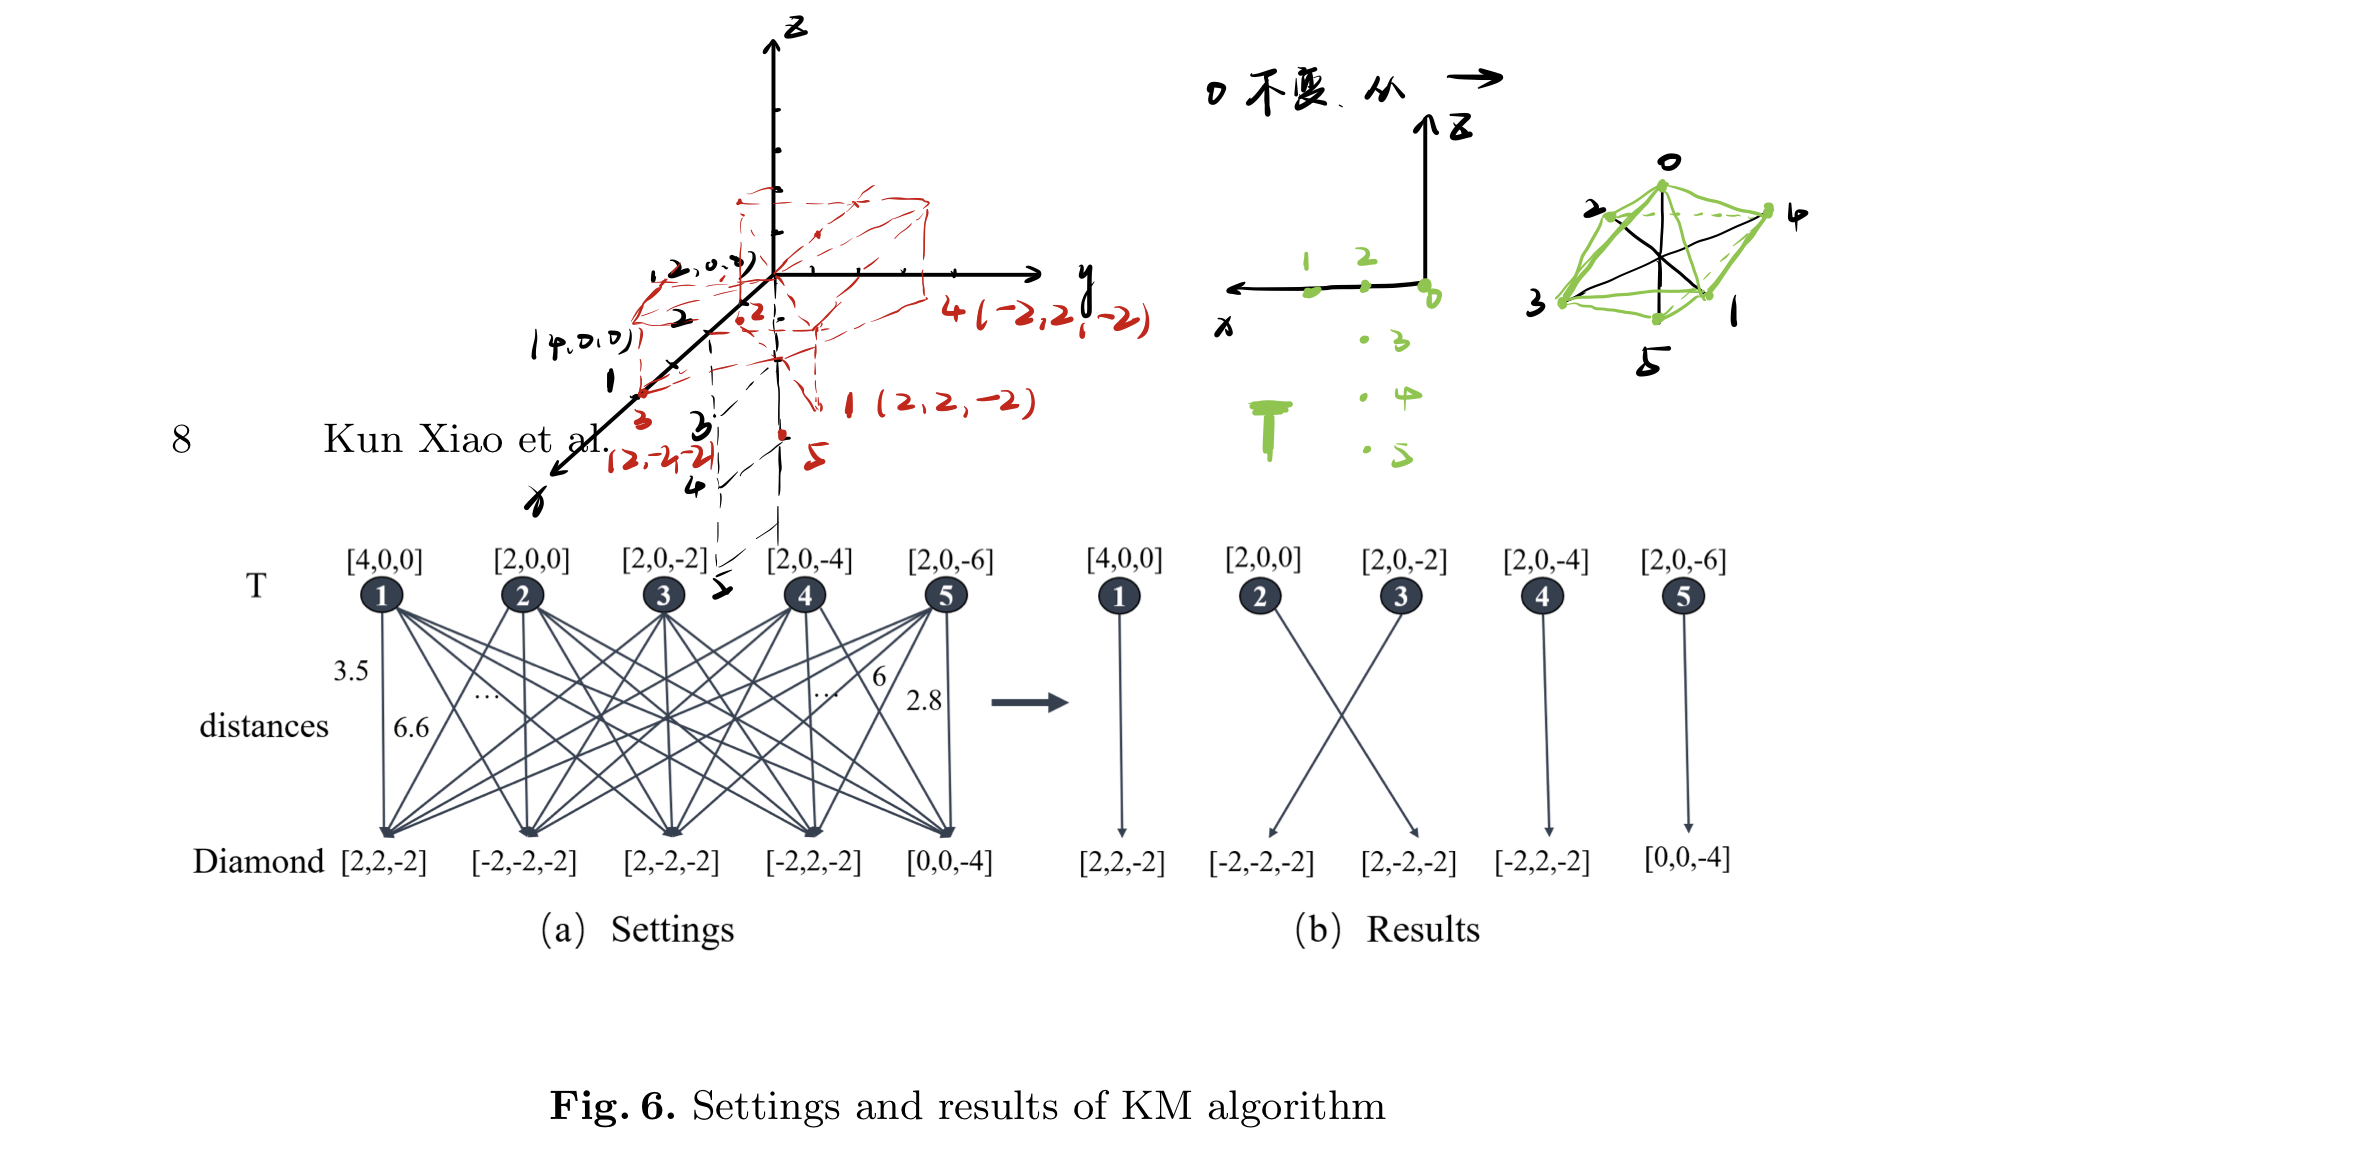 z
0 不变. 从 →
z
0
2
4
3
1
5
1 2
0
x
3
4
5
T
(2,0,0)
y
2
2
4(-2,2,-2)
(4,0,0)
1
3
1 (2,2,-2)
3
(2,-2,-2)
5
4
x
5
8 Kun Xiao et al.
T [4,0,0] [2,0,0] [2,0,-2] [2,0,-4] [2,0,-6] [4,0,0] [2,0,0] [2,0,-2] [2,0,-4] [2,0,-6]
1 2 3 4 5 1 2 3 4 5
3.5 ... ... 6
distances 6.6 2.8
Diamond [2,2,-2] [-2,-2,-2] [2,-2,-2] [-2,2,-2] [0,0,-4] [2,2,-2] [-2,-2,-2] [2,-2,-2] [-2,2,-2] [0,0,-4]
（a）Settings （b）Results
Fig. 6. Settings and results of KM algorithm